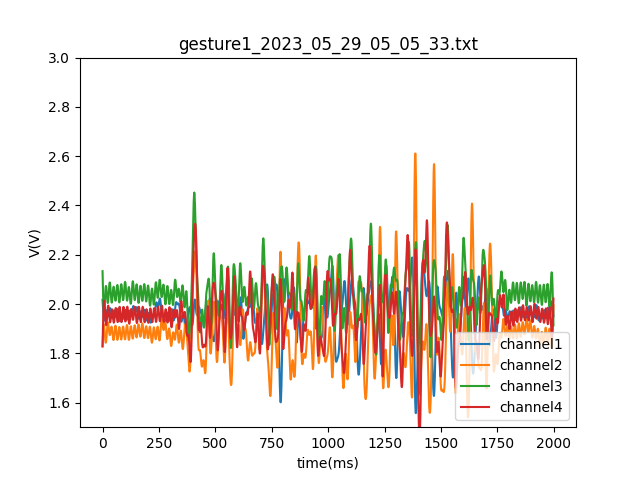 gesture1_2023_05_29_05_05_33.txt
V(V)
3.0
2.8
2.6
2.4
2.2
2.0
1.8
1.6
channel1
channel2
channel3
channel4
0 250 500 750 1000 1250 1500 1750 2000
time(ms)